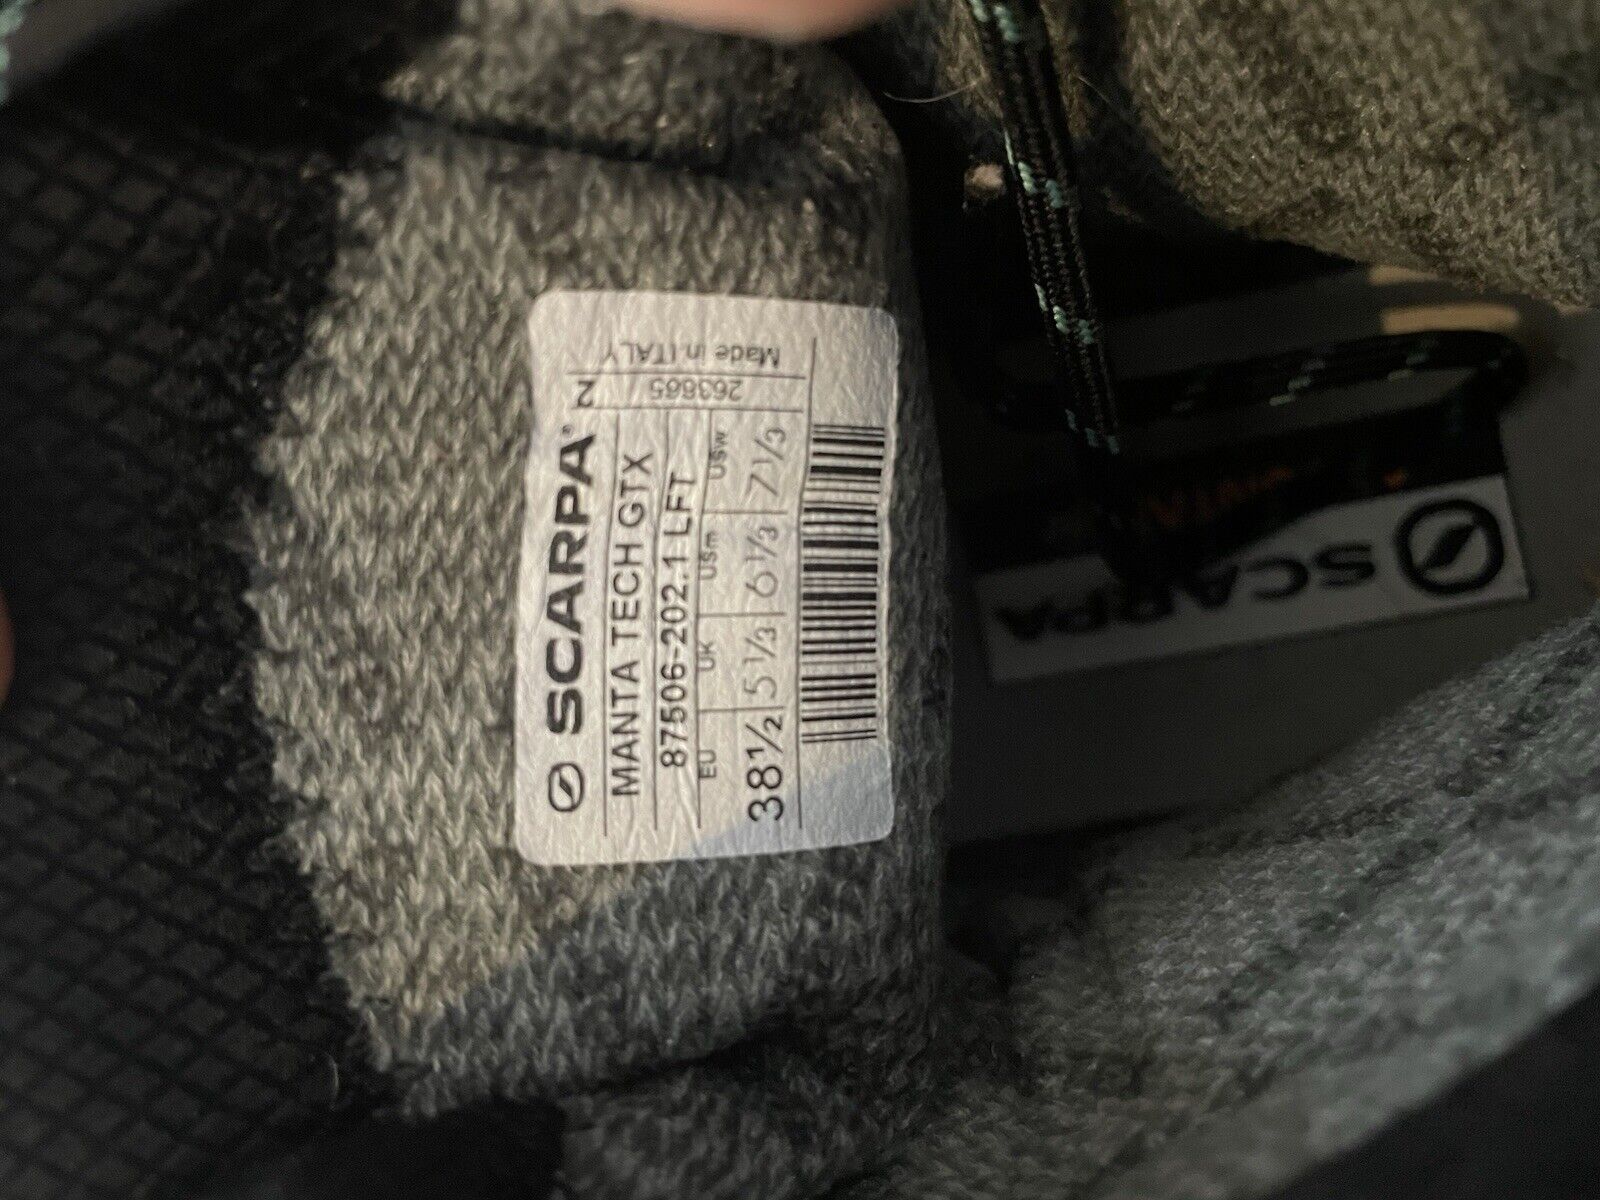 SCARPA®
MANTA TECH GTX
87506-202.1 LFT
EU UK USm USw
38½ 5⅓ 6⅓ 7⅓
Z 263665
Made in ITALY
SCARPA